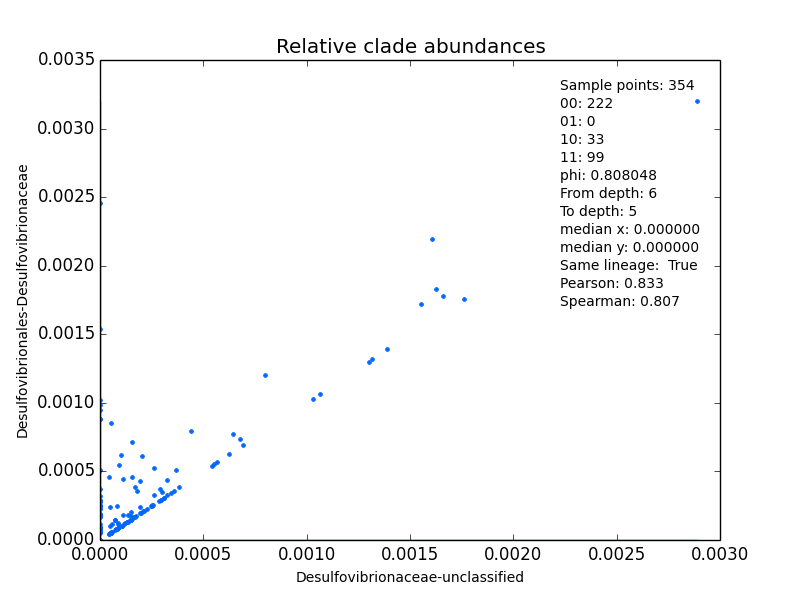 Relative clade abundances
0.0035
0.0030
0.0025
0.0020
0.0015
0.0010
0.0005
0.0000
Desulfovibrionales-Desulfovibrionaceae
Sample points: 354
00: 222
01: 0
10: 33
11: 99
phi: 0.808048
From depth: 6
To depth: 5
median x: 0.000000
median y: 0.000000
Same lineage:  True
Pearson: 0.833
Spearman: 0.807
0.0000 0.0005 0.0010 0.0015 0.0020 0.0025 0.0030
Desulfovibrionaceae-unclassified